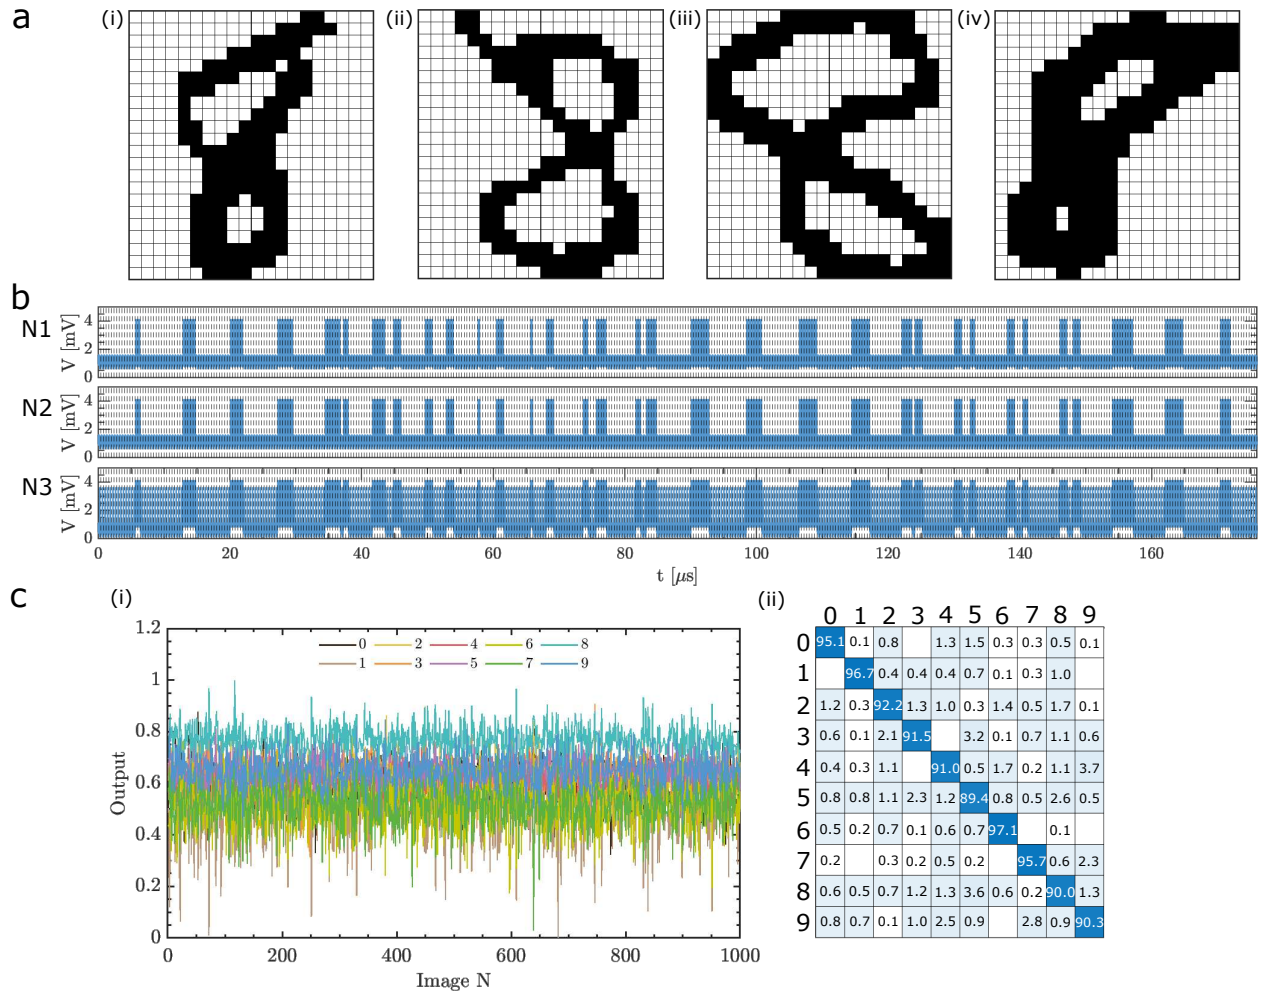 a (i) (ii) (iii) (iv)
b
N1 V [mV] 4 2 0
N2 V [mV] 4 2 0
N3 V [mV] 4 2 0
0 20 40 60 80 100 120 140 160
t [μs]
c (i) (ii)
1.2 1 0.8 0.6 0.4 0.2 0
Output
0 2 4 6 8
1 3 5 7 9
0 200 400 600 800 1000
Image N
0 1 2 3 4 5 6 7 8 9
0 95.1 0.1 0.8 1.3 1.5 0.3 0.3 0.5 0.1
1 96.7 0.4 0.4 0.4 0.7 0.1 0.3 1.0
2 1.2 0.3 92.2 1.3 1.0 0.3 1.4 0.5 1.7 0.1
3 0.6 0.1 2.1 91.5 3.2 0.1 0.7 1.1 0.6
4 0.4 0.3 1.1 91.0 0.5 1.7 0.2 1.1 3.7
5 0.8 0.8 1.1 2.3 1.2 89.4 0.8 0.5 2.6 0.5
6 0.5 0.2 0.7 0.1 0.6 0.7 97.1 0.1
7 0.2 0.3 0.2 0.5 0.2 95.7 0.6 2.3
8 0.6 0.5 0.7 1.2 1.3 3.6 0.6 0.2 90.0 1.3
9 0.8 0.7 0.1 1.0 2.5 0.9 2.8 0.9 90.3